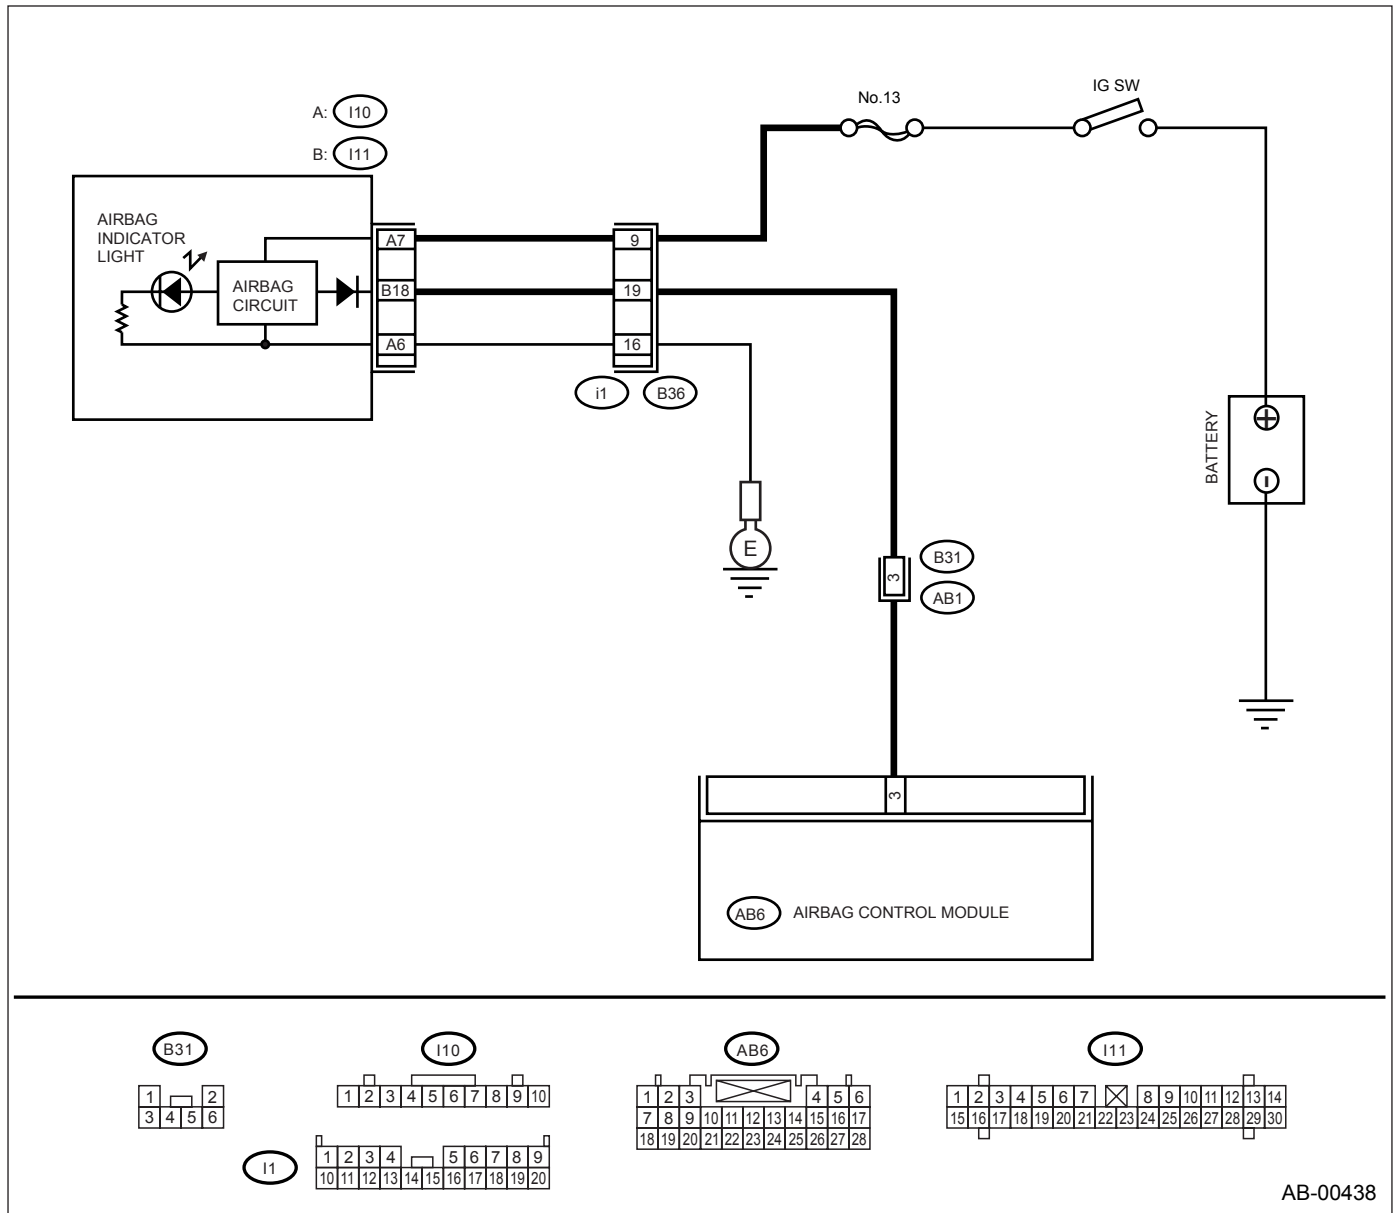 No.13
IG SW
A: I10
B: I11
AIRBAG
INDICATOR
LIGHT
AIRBAG
CIRCUIT
A7
B18
A6
9
19
16
i1
B36
E
BATTERY
B31
AB1
3
3
AB6
AIRBAG CONTROL MODULE
B31
1 2
3 4 5 6
I10
1 2 3 4 5 6 7 8 9 10
I1
1 2 3 4 5 6 7 8 9
10 11 12 13 14 15 16 17 18 19 20
AB6
1 2 3 4 5 6
7 8 9 10 11 12 13 14 15 16 17
18 19 20 21 22 23 24 25 26 27 28
I11
1 2 3 4 5 6 7 8 9 10 11 12 13 14
15 16 17 18 19 20 21 22 23 24 25 26 27 28 29 30
AB-00438